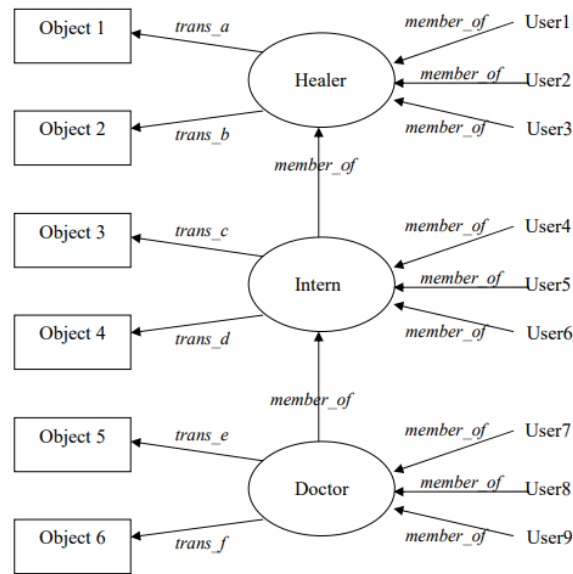 Object 1
trans_a
member_of
User1
Healer
member_of
User2
Object 2
trans_b
member_of
User3
member_of
Object 3
trans_c
member_of
User4
Intern
member_of
User5
Object 4
trans_d
member_of
User6
member_of
Object 5
trans_e
member_of
User7
Doctor
member_of
User8
Object 6
trans_f
member_of
User9